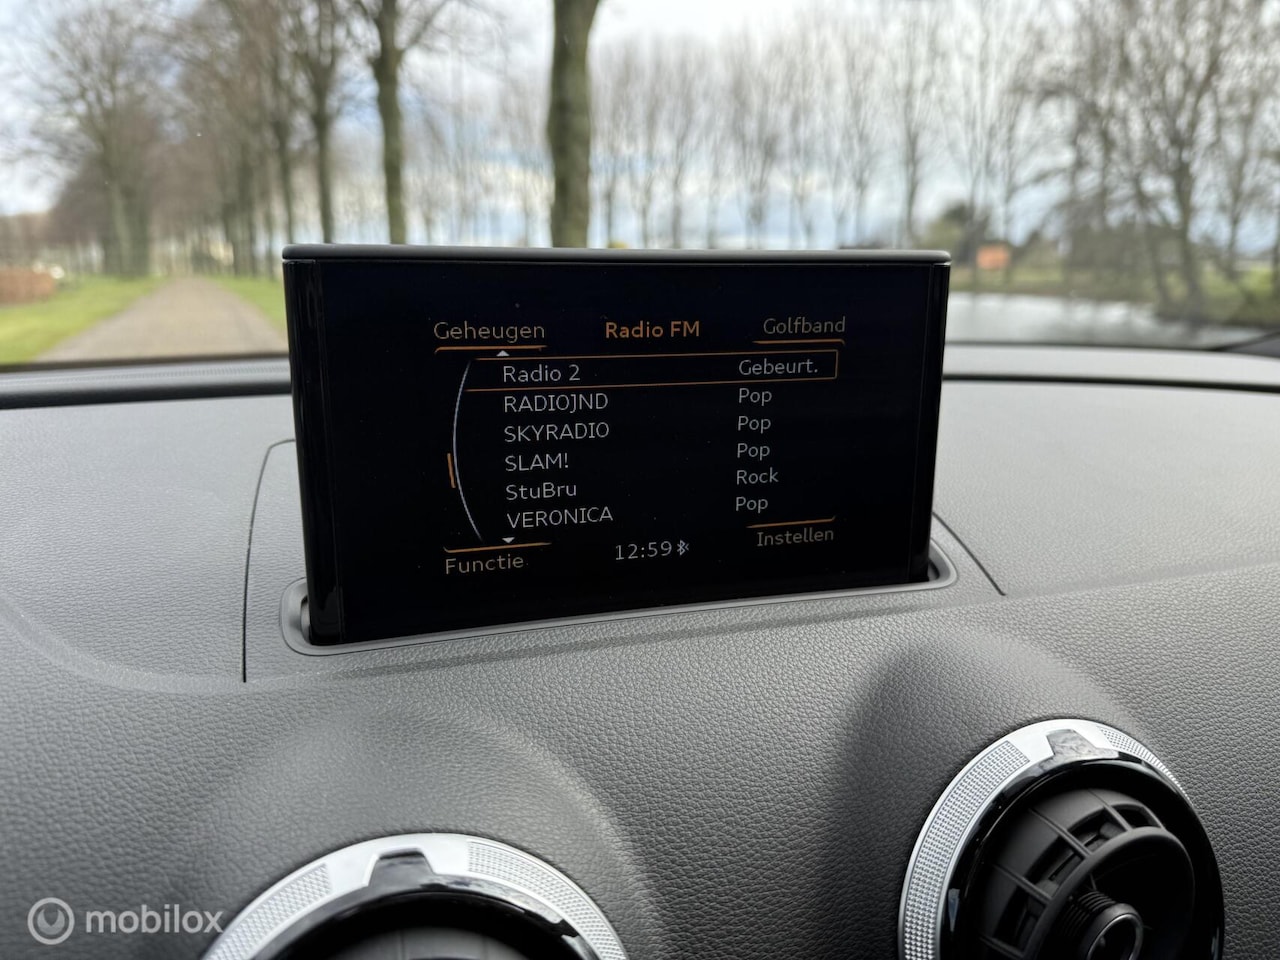 Geheugen Radio FM Golfband
Radio 2 Gebeurt.
RADIOJND Pop
SKYRADIO Pop
SLAM! Pop
StuBru Rock
VERONICA Pop
Functie 12:59 Instellen
mobilox